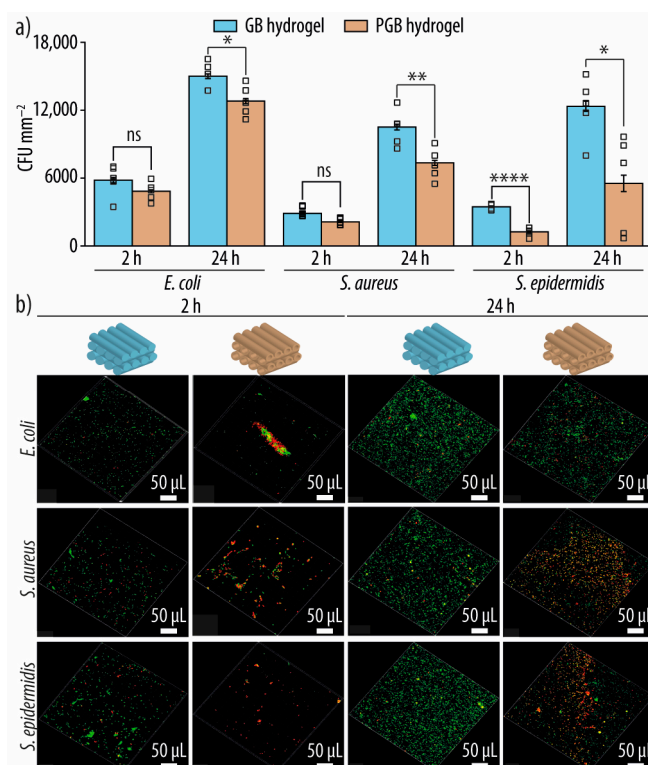 a)
GB hydrogel PGB hydrogel
18,000
12,000
6000
0
CFU mm⁻²
ns * ns ** **** *
2 h 24 h 2 h 24 h 2 h 24 h
E. coli S. aureus S. epidermidis
b)
2 h 24 h
E. coli
50 µL 50 µL 50 µL 50 µL
S. aureus
50 µL 50 µL 50 µL 50 µL
S. epidermidis
50 µL 50 µL 50 µL 50 µL